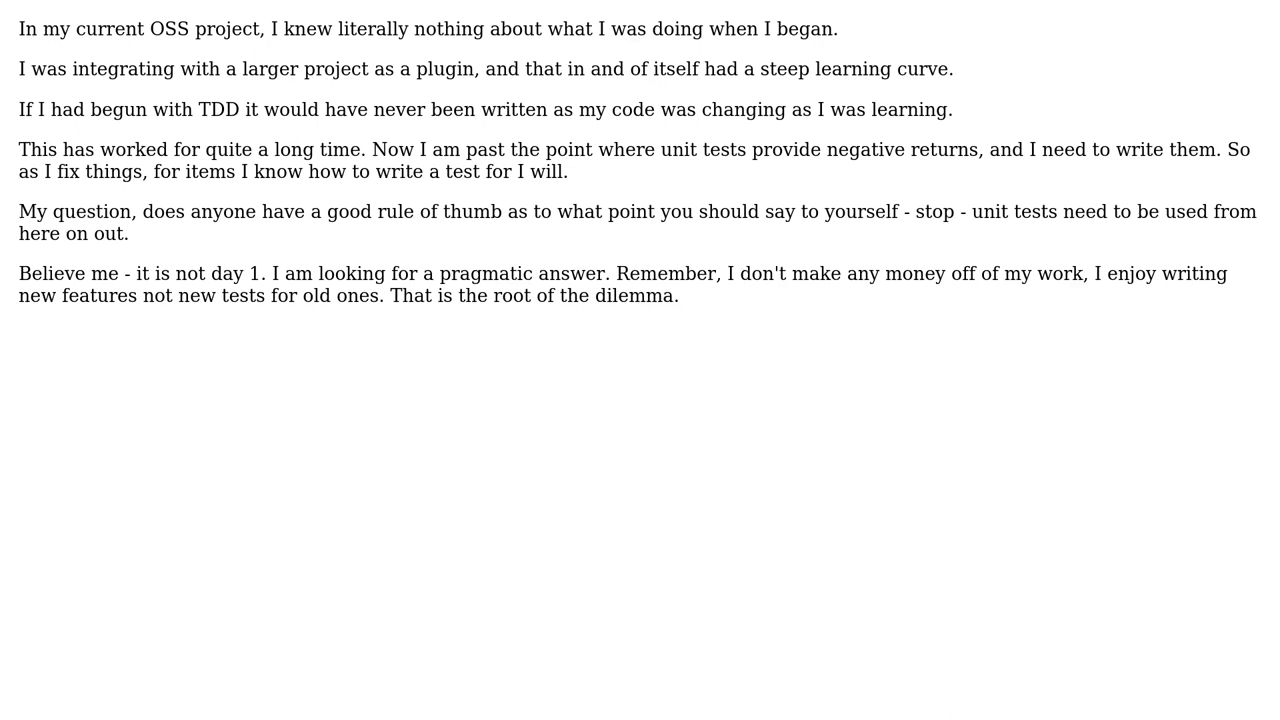 In my current OSS project, I knew literally nothing about what I was doing when I began.
I was integrating with a larger project as a plugin, and that in and of itself had a steep learning curve.
If I had begun with TDD it would have never been written as my code was changing as I was learning.
This has worked for quite a long time. Now I am past the point where unit tests provide negative returns, and I need to write them. So
as I fix things, for items I know how to write a test for I will.
My question, does anyone have a good rule of thumb as to what point you should say to yourself - stop - unit tests need to be used from
here on out.
Believe me - it is not day 1. I am looking for a pragmatic answer. Remember, I don't make any money off of my work, I enjoy writing
new features not new tests for old ones. That is the root of the dilemma.